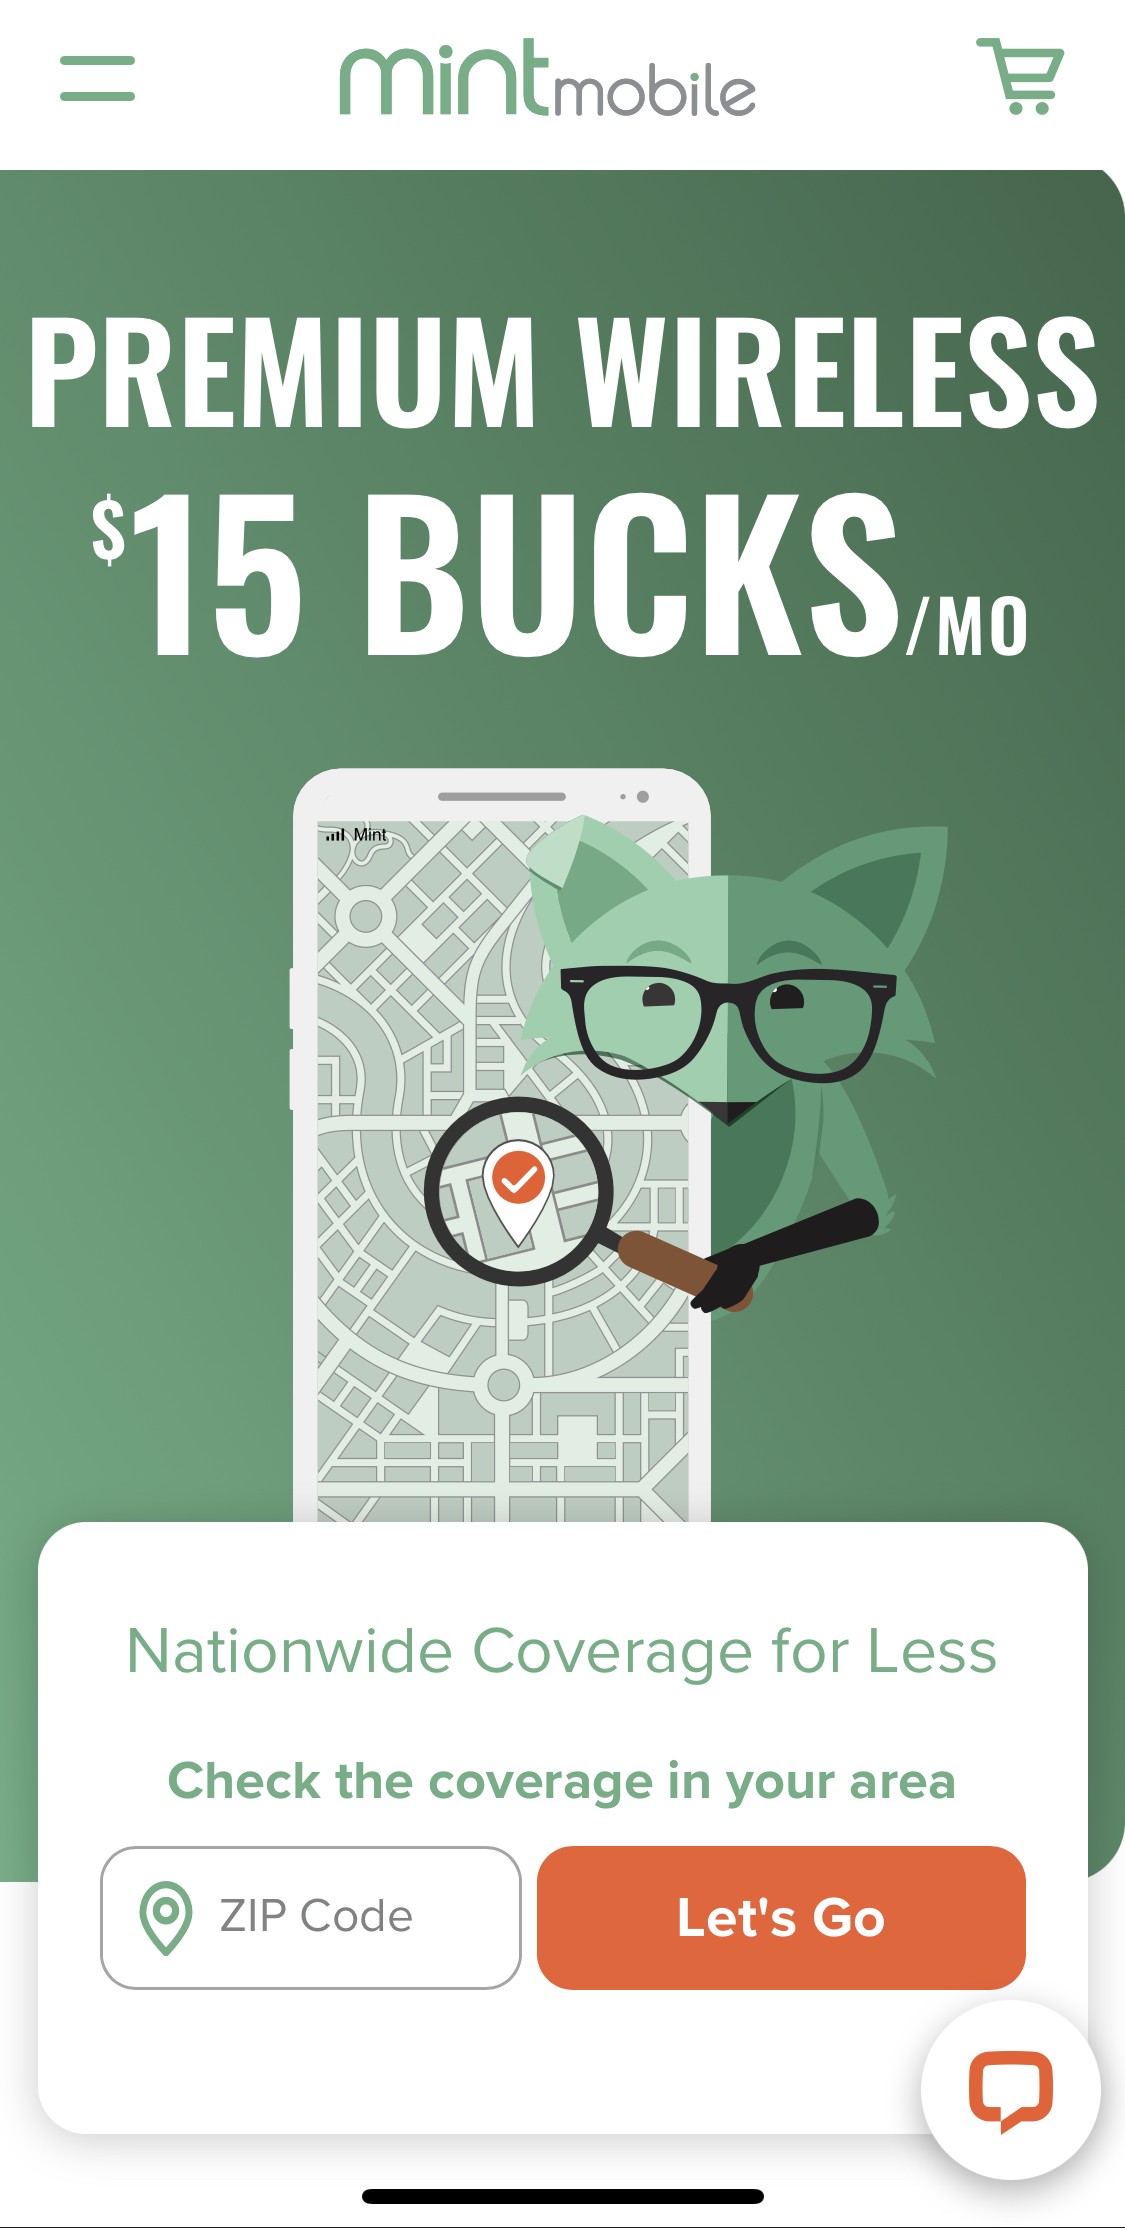 mint mobile
PREMIUM WIRELESS
$15 BUCKS/MO
Mint
Nationwide Coverage for Less
Check the coverage in your area
ZIP Code
Let's Go